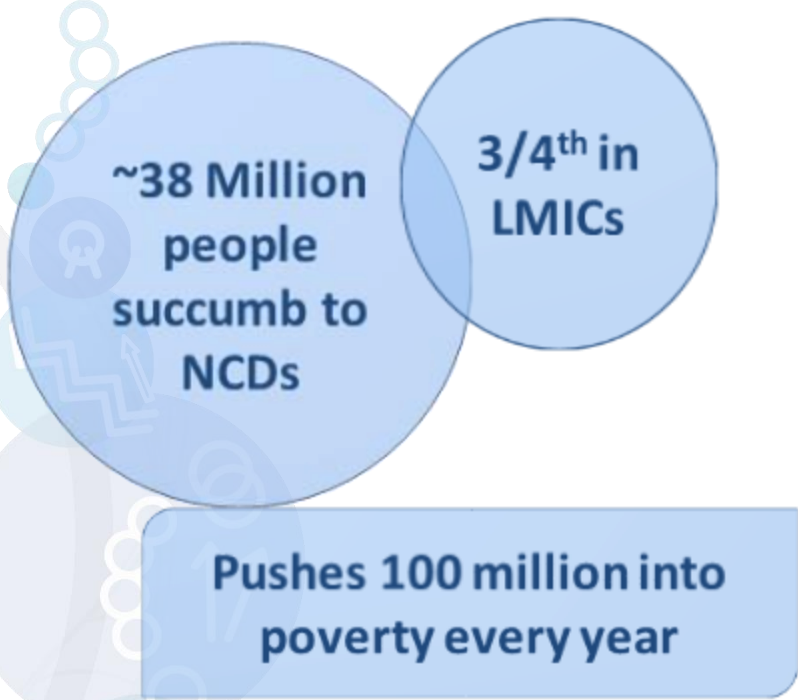 ~38 Million
people
succumb to
NCDs
3/4th in
LMICs
Pushes 100 million into
poverty every year